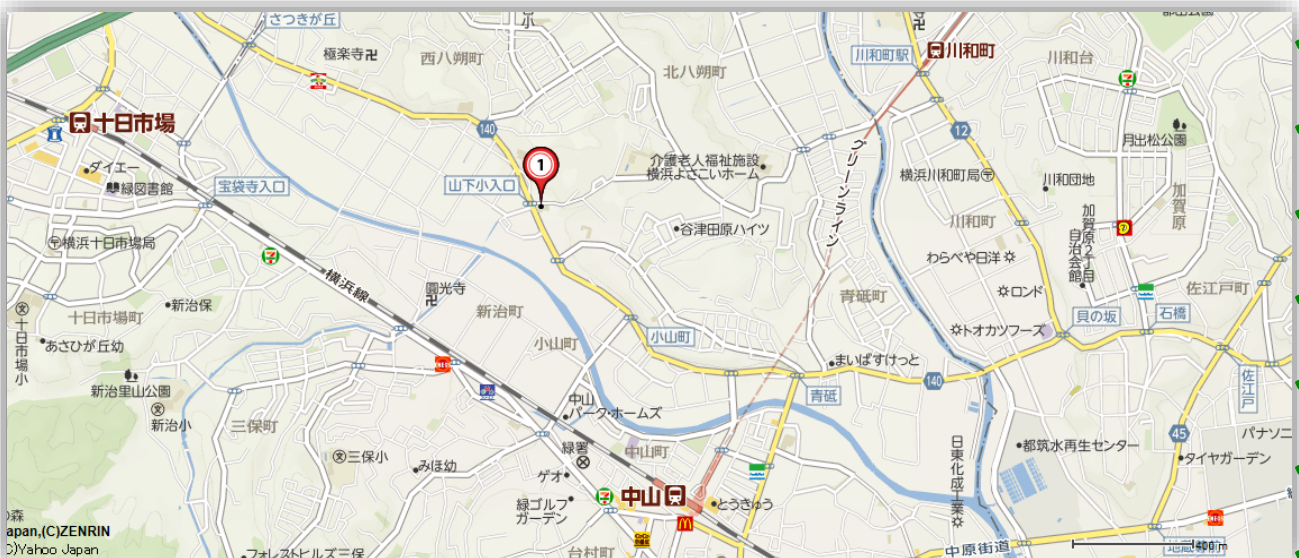 さつきが丘
極楽寺
西八朔町
北八朔町
川和町駅
川和町
川和台
十日市場
140
12
月出松公園
ダイエー
緑図書館
宝袋寺入口
山下小入口
1
介護老人福祉施設
横浜よさこいホーム
グリーンライン
横浜川和町局
川和団地
加賀原
横浜十日市場局
谷津田原ハイツ
川和町
加賀原2丁目
自治会館
わらべや日洋
横浜線
圓光寺
新治町
青砥町
ロンド
佐江戸町
新治保
十日市場町
十日市場小
小山町
小山町
トオカツフーズ
貝の坂
石橋
あさひが丘幼
まいばすけっと
新治里山公園
中山
パーク・ホームズ
青砥
140
佐江戸
新治小
三保町
45
パナソニ
三保小
みほ幼
緑署
中山町
日東化成工業
都筑水再生センター
タイヤガーデン
ゲオ
緑ゴルフ
ガーデン
中山
とうきゅう
の森
apan,(C)ZENRIN
C)Yahoo Japan
フォレストヒルズ三保
台村町
中原街道
400m